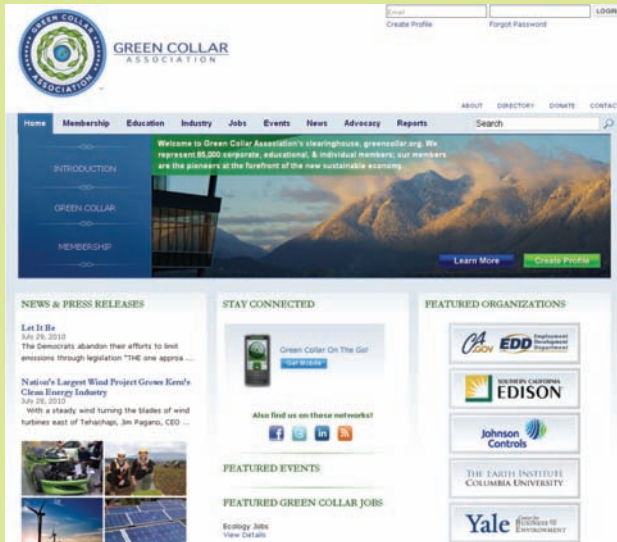 Email
LOGIN
Create Profile
Forgot Password
GREEN COLLAR
ASSOCIATION
GREEN COLLAR
ASSOCIATION
ABOUT DIRECTORY DONATE CONTACT
Home Membership Education Industry Jobs Events News Advocacy Reports Search
Welcome to Green Collar Association's clearinghouse, greencollar.org. We
represent 85,000 corporate, educational, & individual members; our members
are the pioneers at the forefront of the new sustainable economy.
INTRODUCTION
GREEN COLLAR
MEMBERSHIP
Learn More
Create Profile
NEWS & PRESS RELEASES
Let It Be
July 29, 2010
The Democrats abandon their efforts to limit
emissions through legislation "THE one approa ...
Nation's Largest Wind Project Grows Kern's
Clean Energy Industry
July 28, 2010
With a steady wind turning the blades of wind
turbines east of Tehachapi, Jim Pagano, CEO ...
STAY CONNECTED
Green Collar On The Go!
Get Mobile
Also find us on these networks!
FEATURED EVENTS
FEATURED GREEN COLLAR JOBS
Ecology Jobs
View Details
FEATURED ORGANIZATIONS
CA.GOV
EDD Employment
Development
Department
SOUTHERN CALIFORNIA
EDISON
Johnson
Controls
THE EARTH INSTITUTE
COLUMBIA UNIVERSITY
Yale Center for
BUSINESS AND THE
ENVIRONMENT